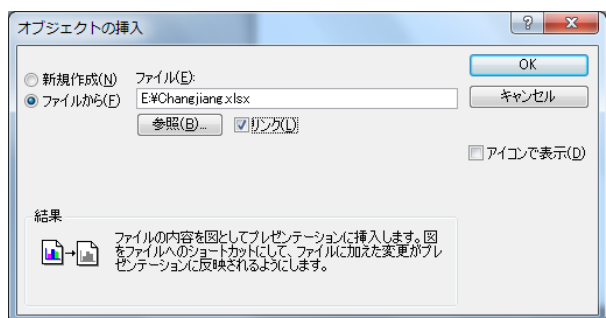 オブジェクトの挿入
新規作成(N)
ファイルから(F)
ファイル(E):
E:¥Changjiang.xlsx
参照(B)...
リンク(L)
OK
キャンセル
アイコンで表示(D)
結果
ファイルの内容を図としてプレゼンテーションに挿入します。図
をファイルへのショートカットにして、ファイルに加えた変更がプレ
ゼンテーションに反映されるようにします。